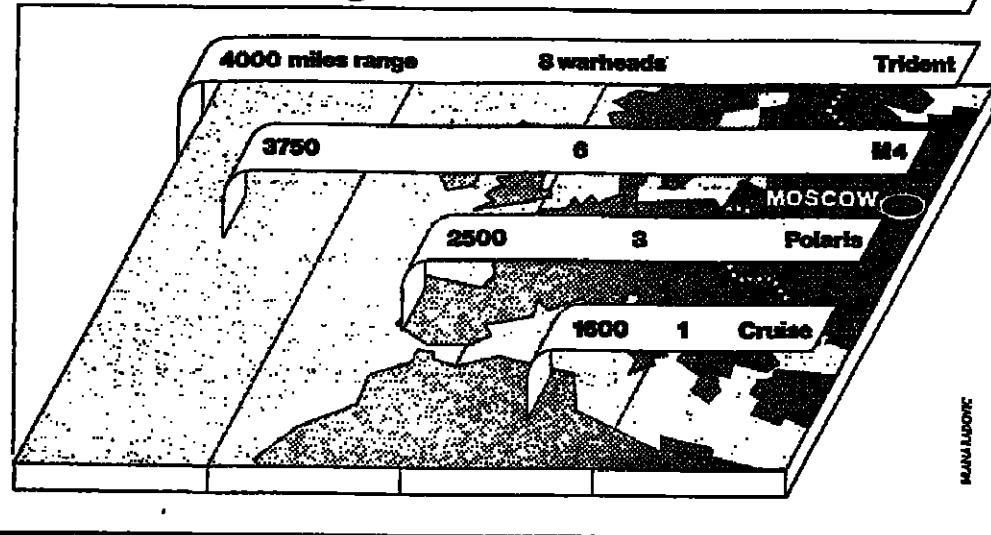 4000 miles range 8 warheads Trident
3750 6 M4
MOSCOW
2500 3 Polaris
1600 1 Cruise